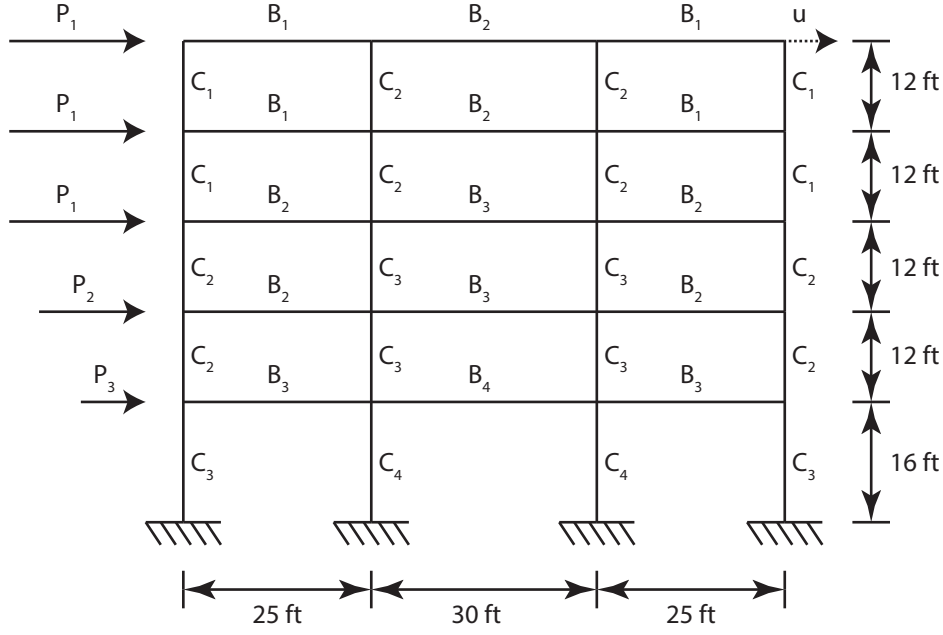 P₁ B₁ B₂ B₁ u
C₁ C₂ C₂ C₁ 12 ft
P₁ B₁ B₂ B₁
C₁ C₂ C₂ C₁ 12 ft
P₁ B₂ B₃ B₂
C₂ C₃ C₃ C₂ 12 ft
P₂ B₂ B₃ B₂
C₂ C₃ C₃ C₂ 12 ft
P₃ B₃ B₄ B₃
C₃ C₄ C₄ C₃ 16 ft
25 ft 30 ft 25 ft